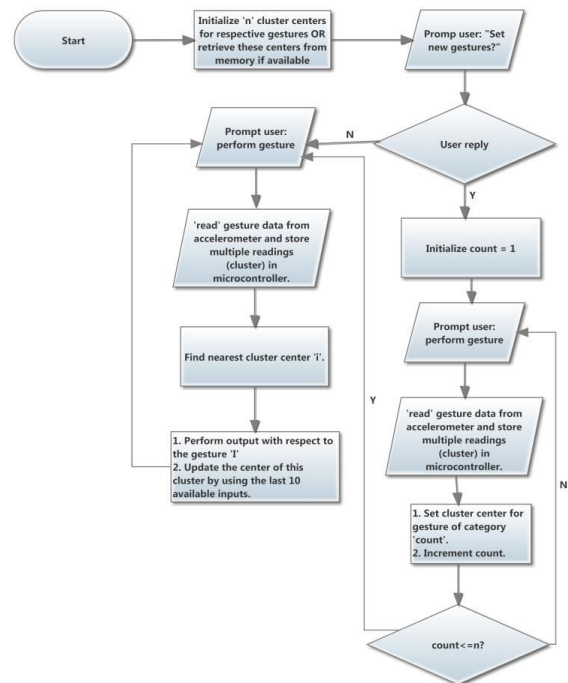 Start
Initialize 'n' cluster centers
for respective gestures OR
retrieve these centers from
memory if available
Promp user: "Set
new gestures?"
User reply
N
Y
Prompt user:
perform gesture
'read' gesture data from
accelerometer and store
multiple readings
(cluster) in
microcontroller.
Find nearest cluster center 'i'.
1. Perform output with respect to
the gesture 'I'
2. Update the center of this
cluster by using the last 10
available inputs.
Initialize count = 1
Prompt user:
perform gesture
'read' gesture data from
accelerometer and store
multiple readings
(cluster) in
microcontroller.
1. Set cluster center for
gesture of category
'count'.
2. Increment count.
count<=n?
Y
N